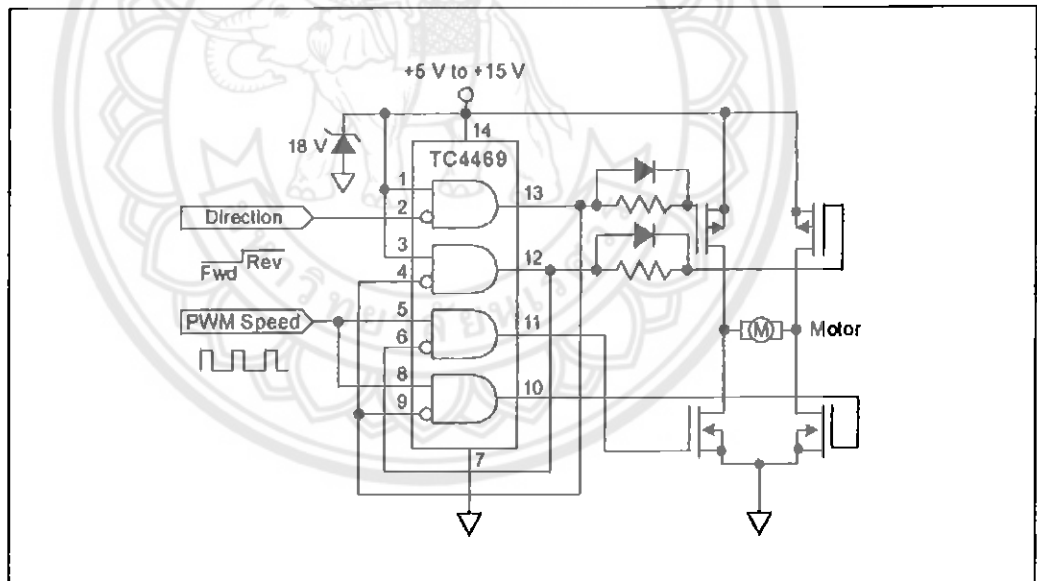 +5 V to +15 V
14
18 V
TC4469
1
13
Direction
2
3
Fwd Rev
12
4
PWM Speed
5
11
6
M
Motor
8
10
9
7